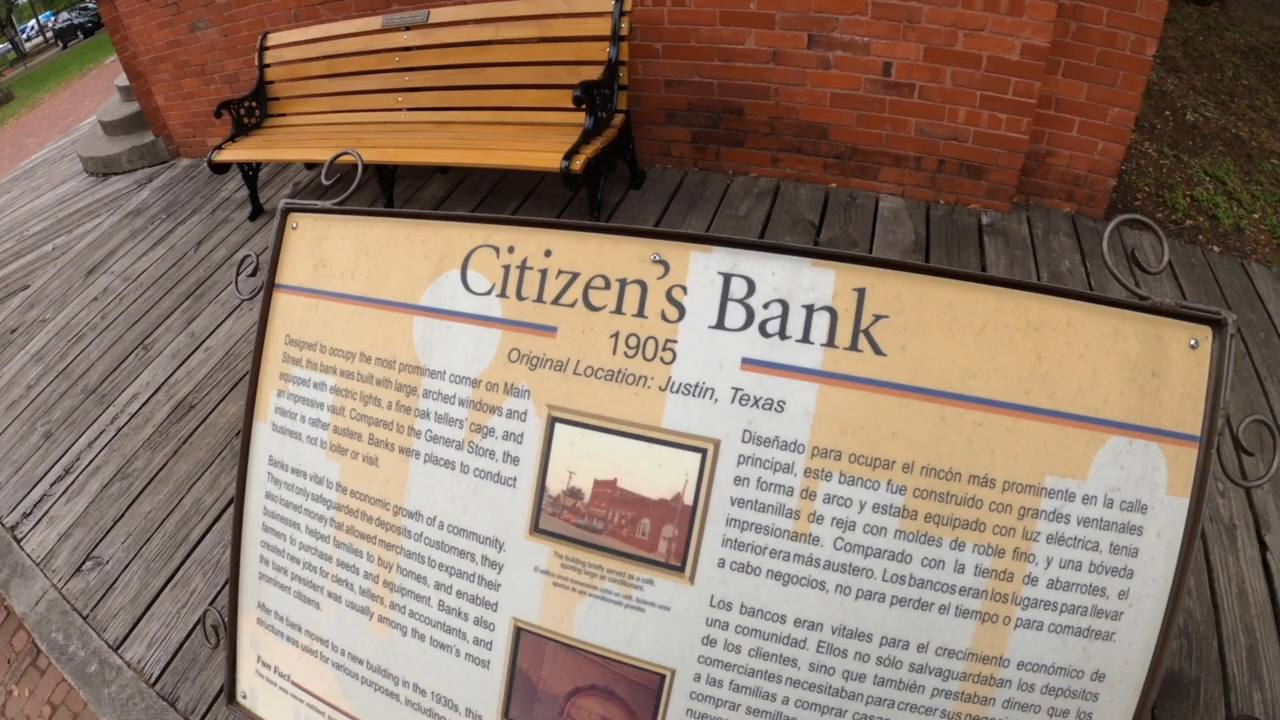 Citizen's Bank
1905
Original Location: Justin, Texas
Designed to occupy the most prominent corner on Main
Street, this bank was built with large, arched windows and
equipped with electric lights, a fine oak tellers' cage, and
an impressive vault. Compared to the General Store, the
interior is rather austere. Banks were places to conduct
business, not to loiter or visit.
Banks were vital to the economic growth of a community.
They not only safeguarded the deposits of customers, they
also loaned money that allowed merchants to expand their
businesses, helped families to buy homes, and enabled
farmers to purchase seeds and equipment. Banks also
created new jobs for clerks, tellers, and accountants, and
the bank president was usually among the town's most
prominent citizens.
After the bank moved to a new building in the 1930s, this
structure was used for various purposes, including
Fun Fact
The building briefly served as a café,
sporting large air conditioners.
Diseñado para ocupar el rincón más prominente en la calle
principal, este banco fue construido con grandes ventanales
en forma de arco y estaba equipado con luz eléctrica, tenia
ventanillas de reja con moldes de roble fino, y una bóveda
impresionante. Comparado con la tienda de abarrotes, el
interior era más austero. Los bancos eran los lugares para llevar
a cabo negocios, no para perder el tiempo o para comadrear.
Los bancos eran vitales para el crecimiento económico de
una comunidad. Ellos no sólo salvaguardaban los depósitos
de los clientes, sino que también prestaban dinero que los
comerciantes necesitaban para crecer sus
a las familias a comprar casas
comprar semillas